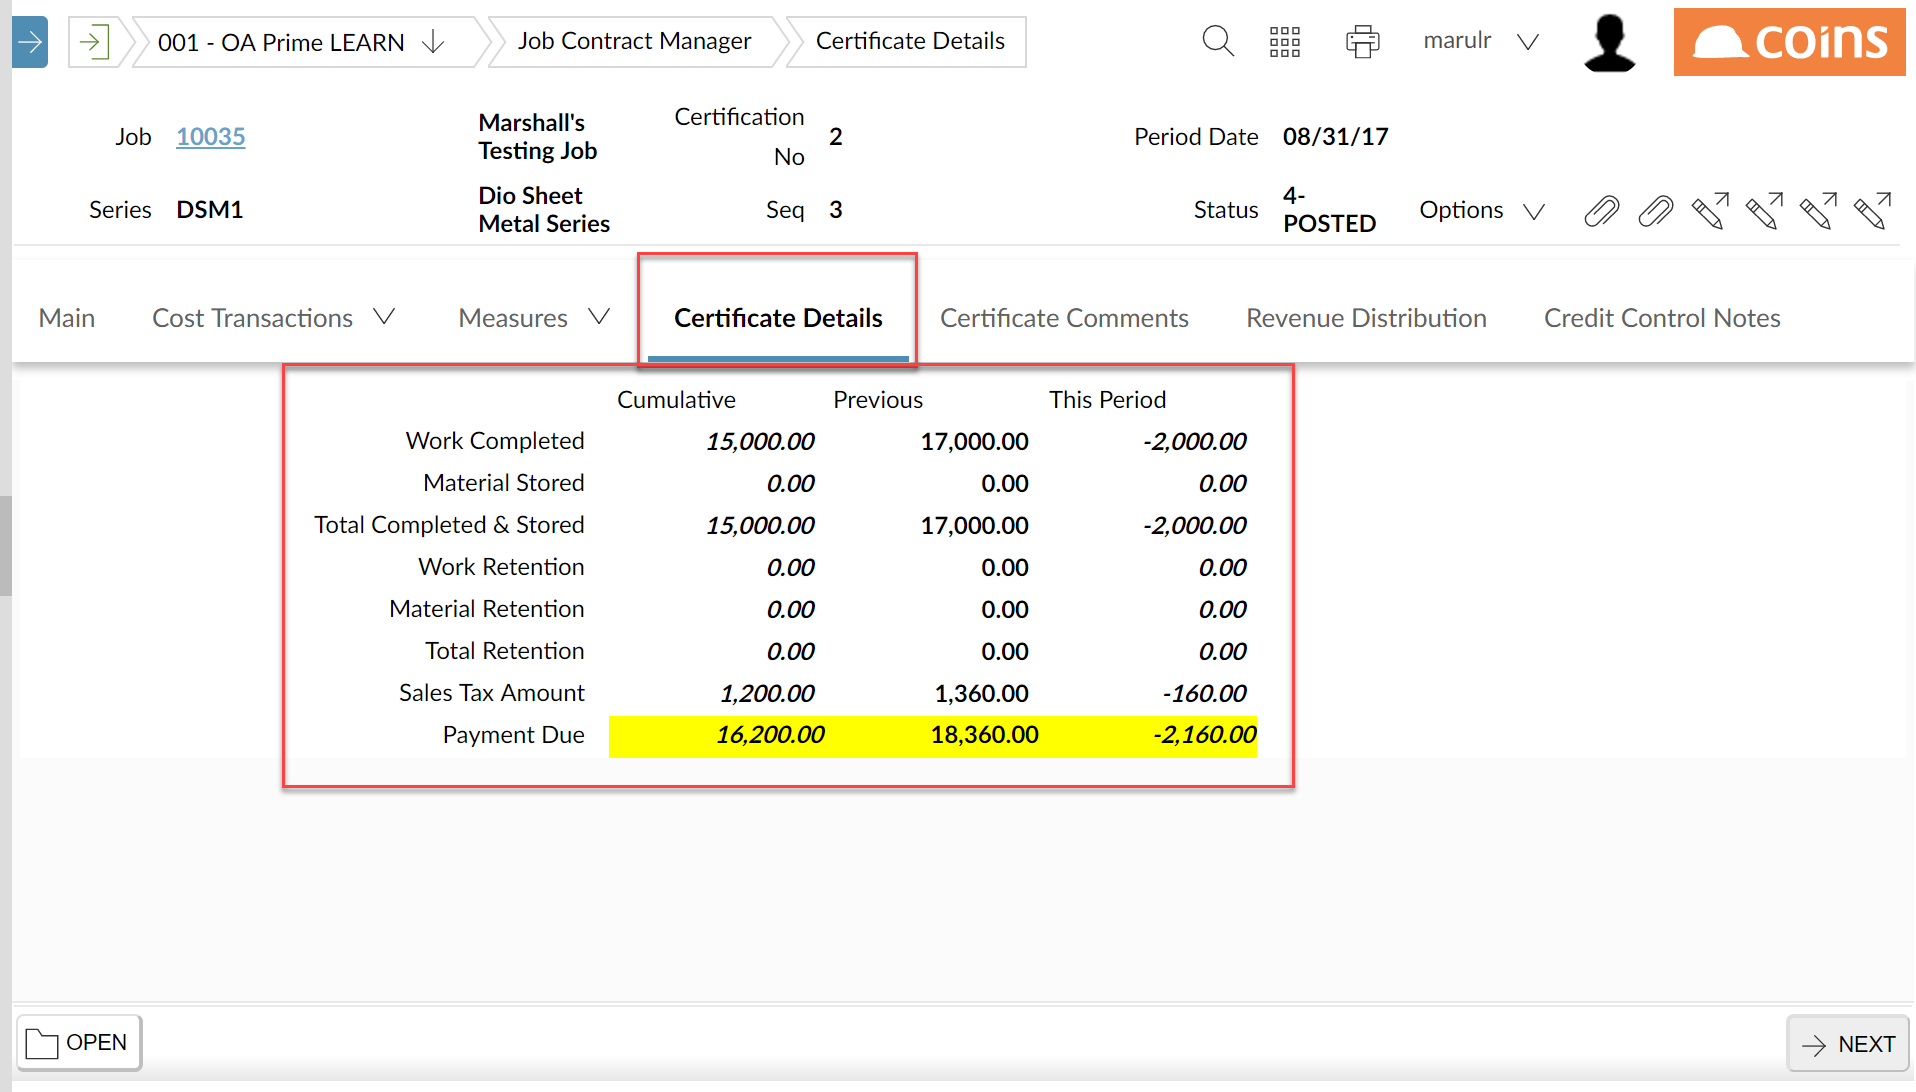 001 - OA Prime LEARN
Job Contract Manager
Certificate Details
marulr
coins
Job 10035 Marshall's Testing Job Certification No 2 Period Date 08/31/17
Series DSM1 Dio Sheet Metal Series Seq 3 Status 4-POSTED Options
Main Cost Transactions Measures Certificate Details Certificate Comments Revenue Distribution Credit Control Notes
Cumulative Previous This Period
Work Completed 15,000.00 17,000.00 -2,000.00
Material Stored 0.00 0.00 0.00
Total Completed & Stored 15,000.00 17,000.00 -2,000.00
Work Retention 0.00 0.00 0.00
Material Retention 0.00 0.00 0.00
Total Retention 0.00 0.00 0.00
Sales Tax Amount 1,200.00 1,360.00 -160.00
Payment Due 16,200.00 18,360.00 -2,160.00
OPEN
NEXT